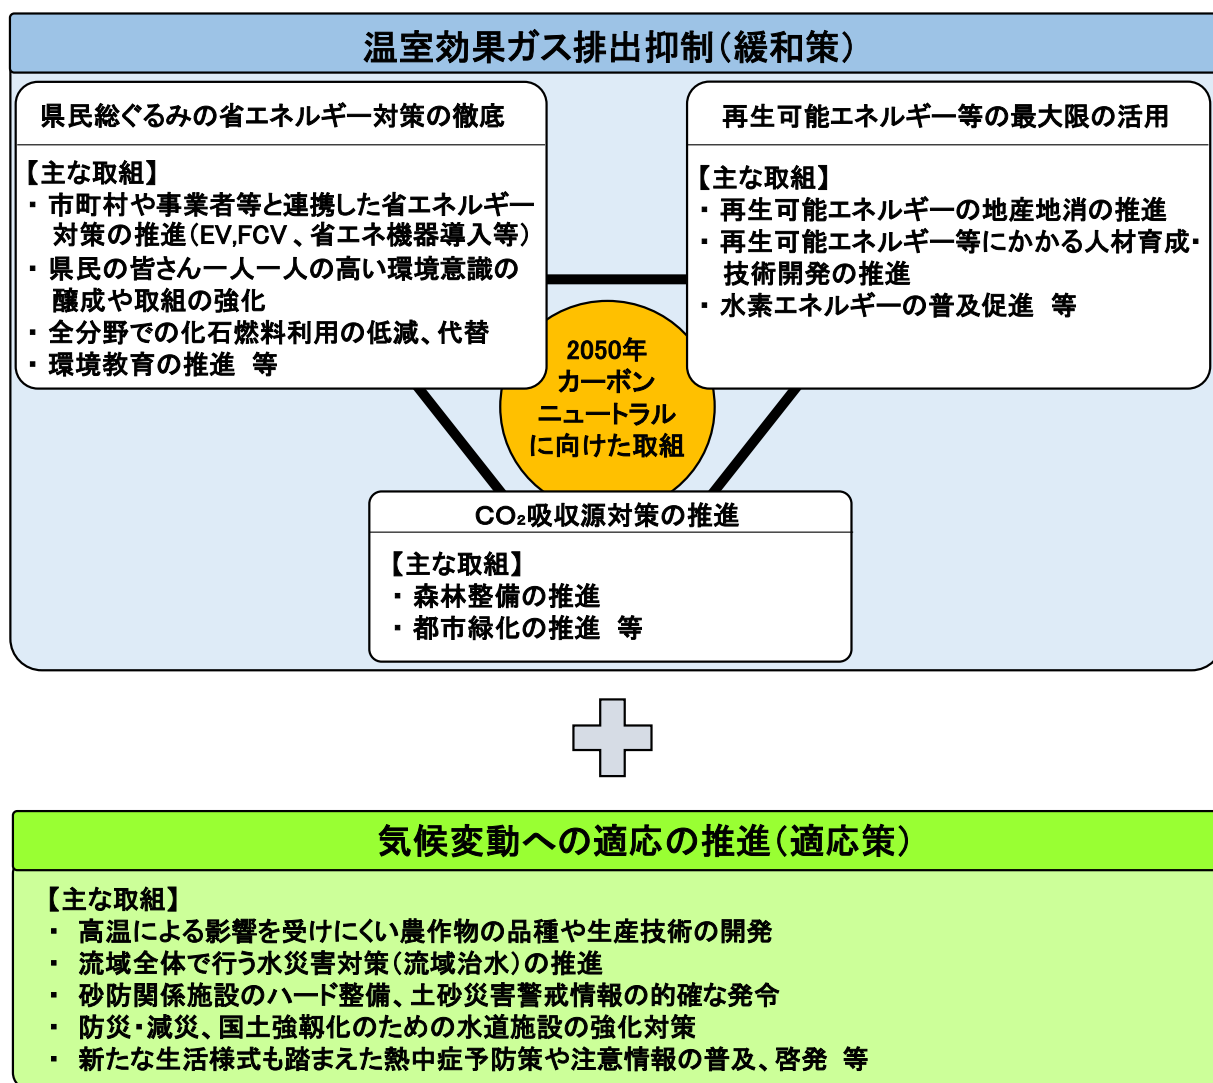 温室効果ガス排出抑制（緩和策）
県民総ぐるみの省エネルギー対策の徹底
【主な取組】
・市町村や事業者等と連携した省エネルギー
対策の推進（EV,FCV、省エネ機器導入等）
・県民の皆さん一人一人の高い環境意識の
醸成や取組の強化
・全分野での化石燃料利用の低減、代替
・環境教育の推進 等
再生可能エネルギー等の最大限の活用
【主な取組】
・再生可能エネルギーの地産地消の推進
・再生可能エネルギー等にかかる人材育成・
技術開発の推進
・水素エネルギーの普及促進 等
2050年
カーボン
ニュートラル
に向けた取組
CO₂吸収源対策の推進
【主な取組】
・森林整備の推進
・都市緑化の推進 等
気候変動への適応の推進（適応策）
【主な取組】
・ 高温による影響を受けにくい農作物の品種や生産技術の開発
・ 流域全体で行う水災害対策（流域治水）の推進
・ 砂防関係施設のハード整備、土砂災害警戒情報の的確な発令
・ 防災・減災、国土強靱化のための水道施設の強化対策
・ 新たな生活様式も踏まえた熱中症予防策や注意情報の普及、啓発 等